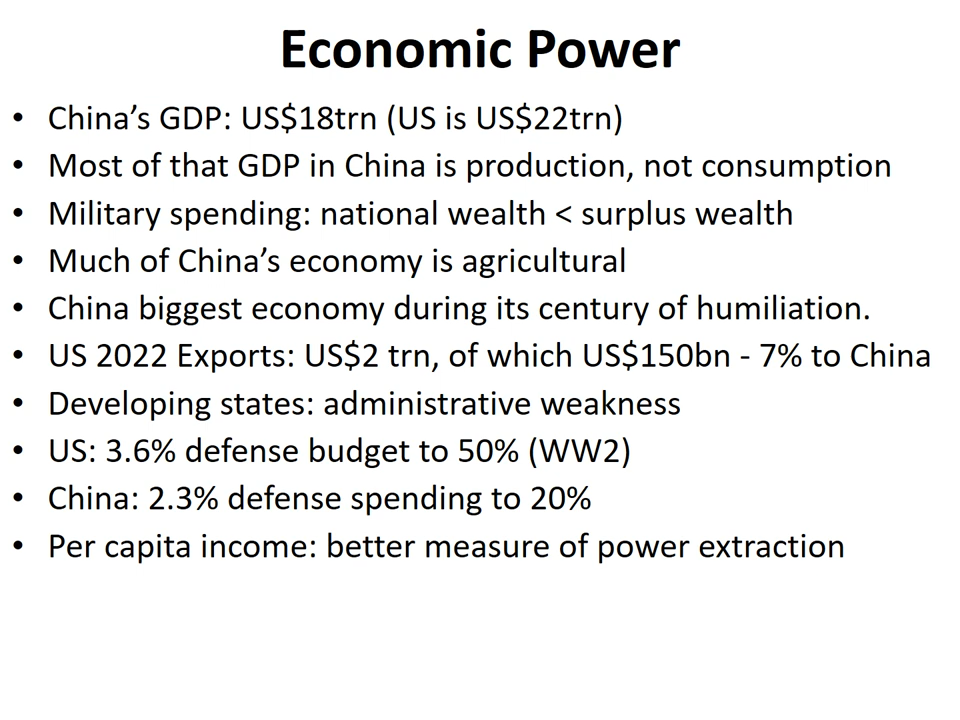 Economic Power
• China’s GDP: US$18trn (US is US$22trn)
• Most of that GDP in China is production, not consumption
• Military spending: national wealth < surplus wealth
• Much of China’s economy is agricultural
• China biggest economy during its century of humiliation.
• US 2022 Exports: US$2 trn, of which US$150bn - 7% to China
• Developing states: administrative weakness
• US: 3.6% defense budget to 50% (WW2)
• China: 2.3% defense spending to 20%
• Per capita income: better measure of power extraction